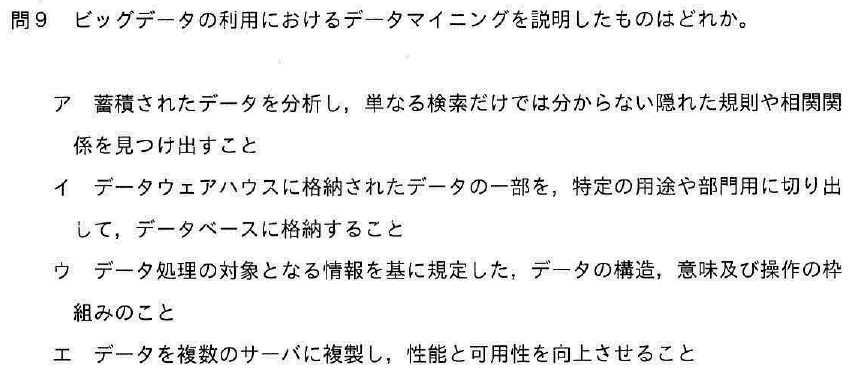 問9 ビッグデータの利用におけるデータマイニングを説明したものはどれか。
ア 蓄積されたデータを分析し，単なる検索だけでは分からない隠れた規則や相関関
係を見つけ出すこと
イ データウェアハウスに格納されたデータの一部を，特定の用途や部門用に切り出
して，データベースに格納すること
ウ データ処理の対象となる情報を基に規定した，データの構造，意味及び操作の枠
組みのこと
エ データを複数のサーバに複製し，性能と可用性を向上させること